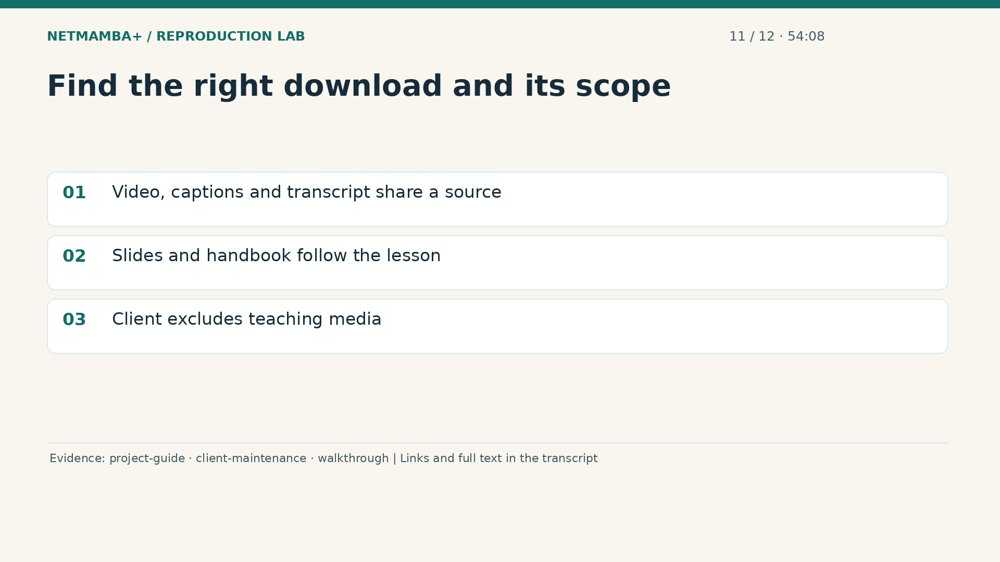 NETMAMBA+ / REPRODUCTION LAB
11 / 12 · 54:08
Find the right download and its scope
01 Video, captions and transcript share a source
02 Slides and handbook follow the lesson
03 Client excludes teaching media
Evidence: project-guide · client-maintenance · walkthrough | Links and full text in the transcript